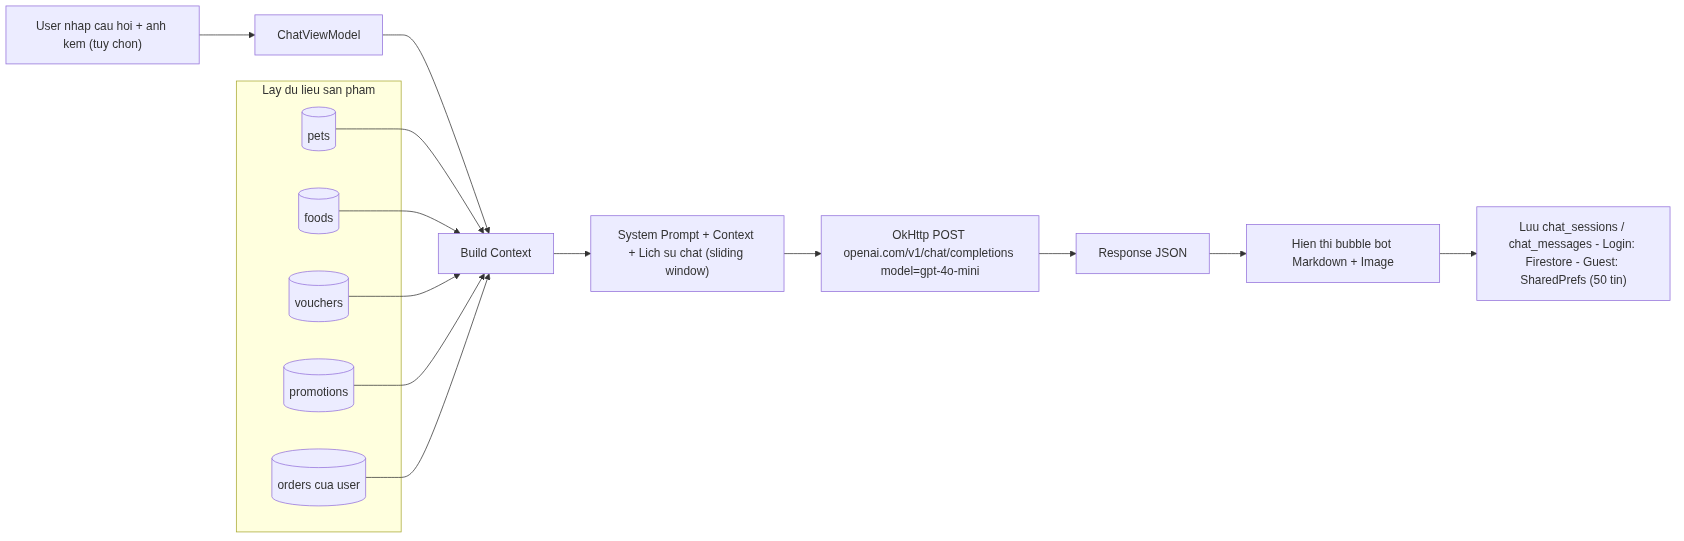 User nhap cau hoi + anh
kem (tuy chon)
ChatViewModel
Lay du lieu san pham
pets
foods
vouchers
promotions
orders cua user
Build Context
System Prompt + Context
+ Lich su chat (sliding
window)
OkHttp POST
openai.com/v1/chat/completions
model=gpt-4o-mini
Response JSON
Hien thi bubble bot
Markdown + Image
Luu chat_sessions /
chat_messages - Login:
Firestore - Guest:
SharedPrefs (50 tin)